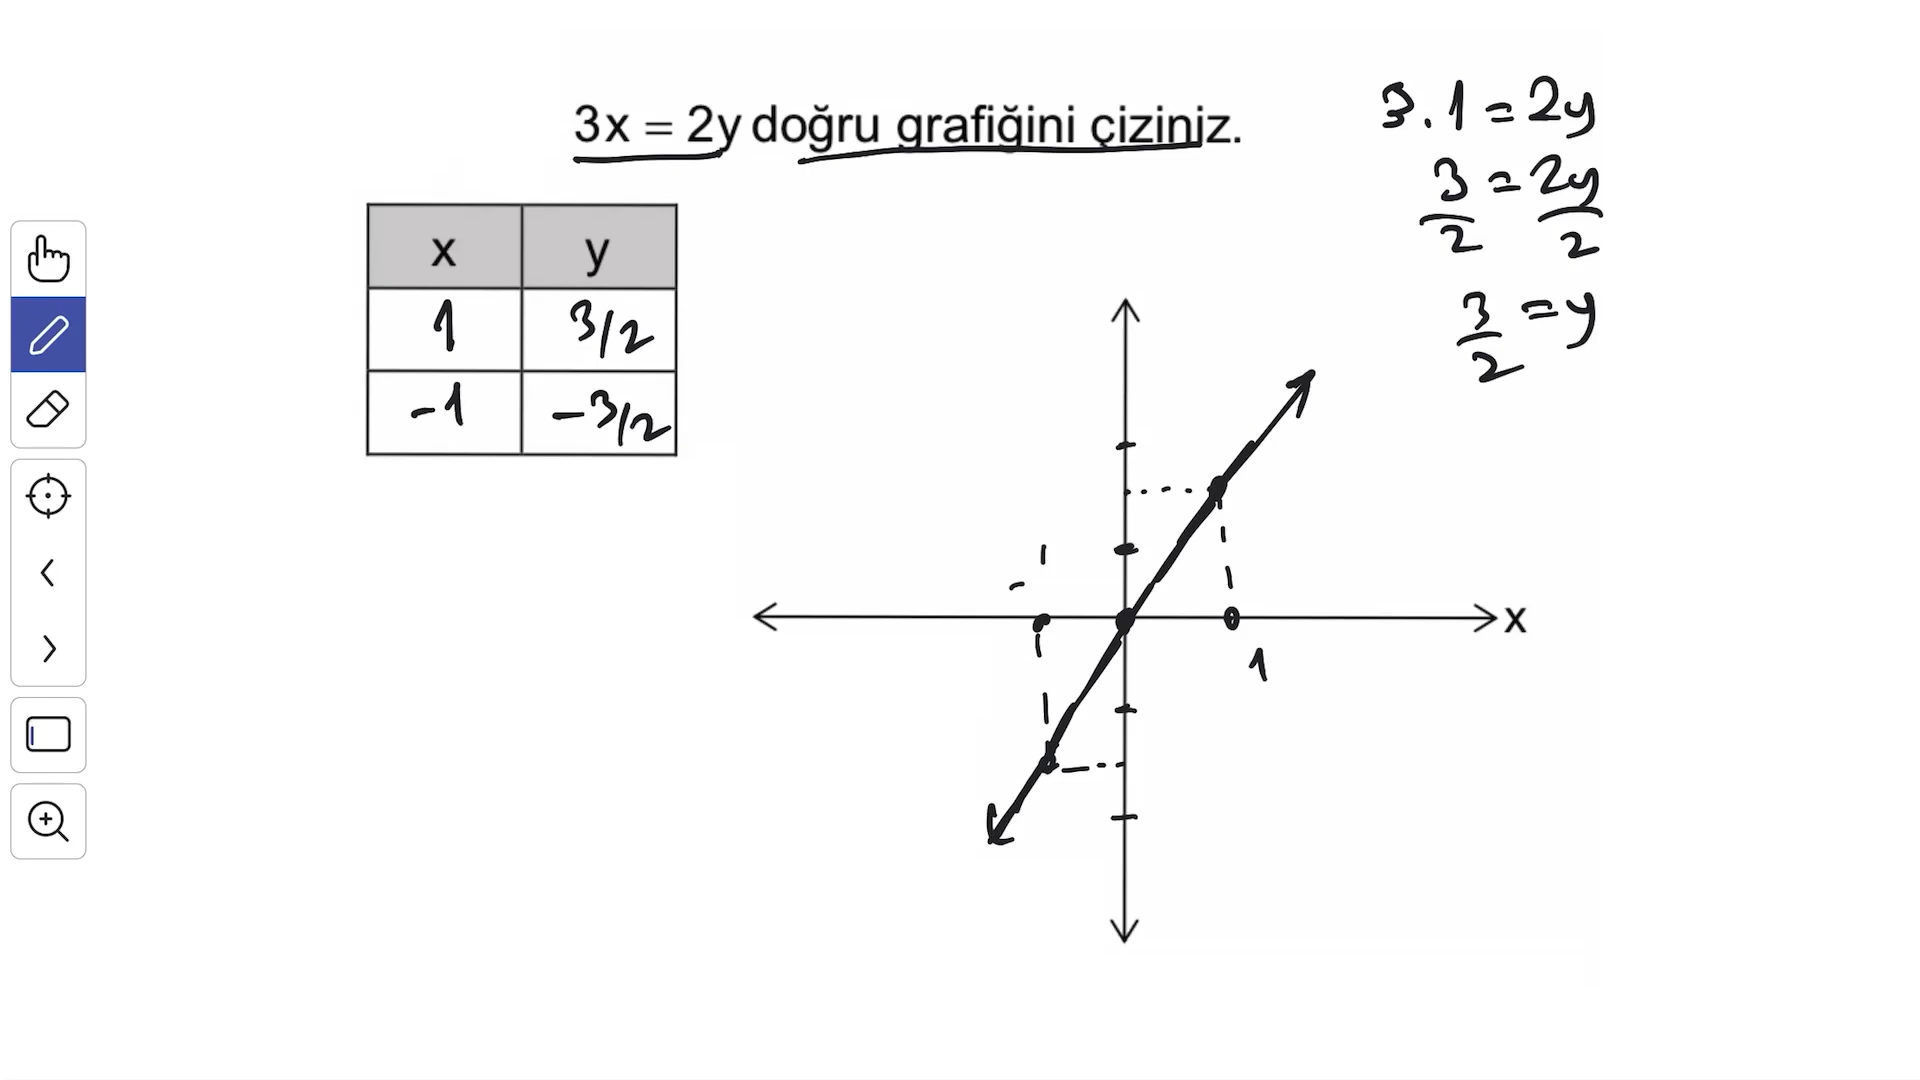 3x = 2y doğru grafiğini çiziniz.
3.1=2y
3/2 = 2y/2
3/2 = y
x y
1 3/2
-1 -3/2
-1
x
1